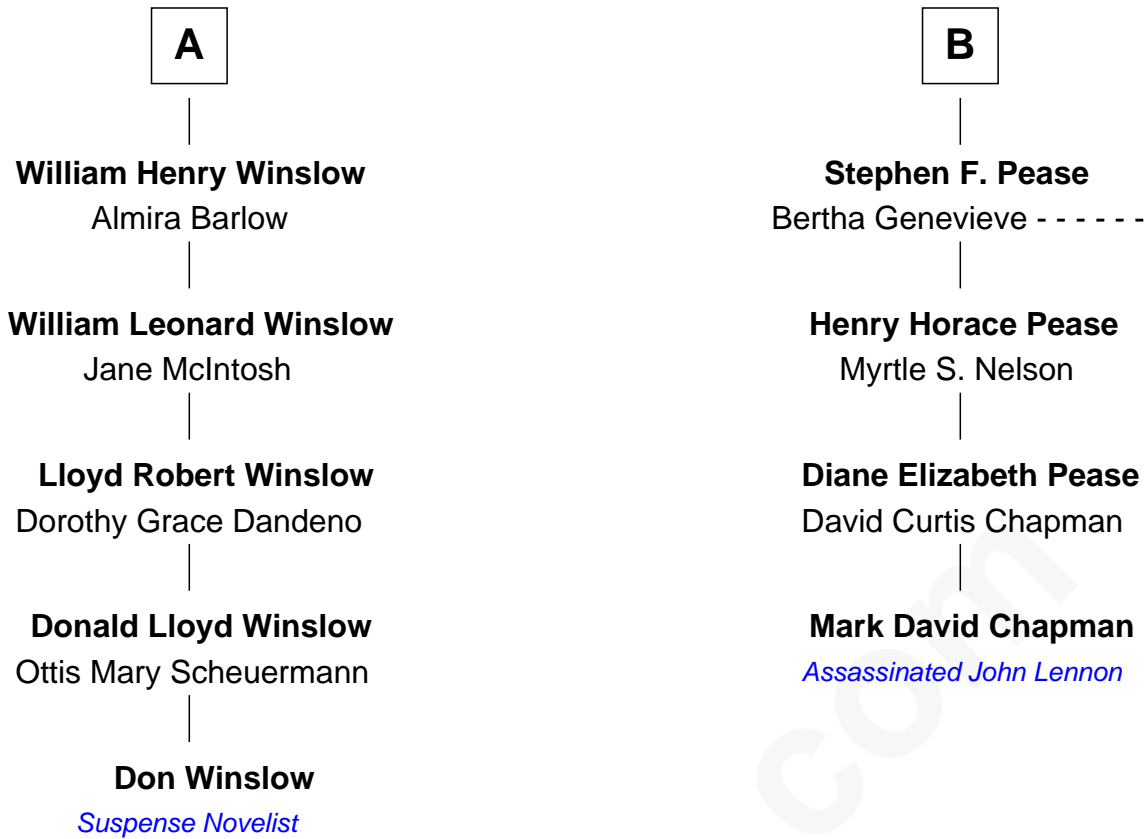 A
William Henry Winslow
Almira Barlow
William Leonard Winslow
Jane McIntosh
Lloyd Robert Winslow
Dorothy Grace Dandeno
Donald Lloyd Winslow
Ottis Mary Scheuermann
Don Winslow
Suspense Novelist
B
Stephen F. Pease
Bertha Genevieve - - - - - -
Henry Horace Pease
Myrtle S. Nelson
Diane Elizabeth Pease
David Curtis Chapman
Mark David Chapman
Assassinated John Lennon
com